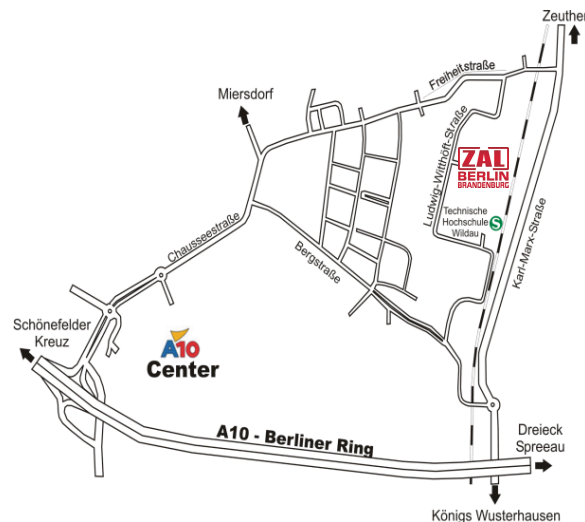 Zeuthen
Miersdorf
Freiheitstraße
Ludwig-Witthöft-Straße
ZAL
BERLIN
BRANDENBURG
Technische
Hochschule
Wildau
S
Karl-Marx-Straße
Chausseestraße
Bergstraße
Schönefelder
Kreuz
A10
Center
A10 - Berliner Ring
Dreieck
Spreeau
Königs Wusterhausen